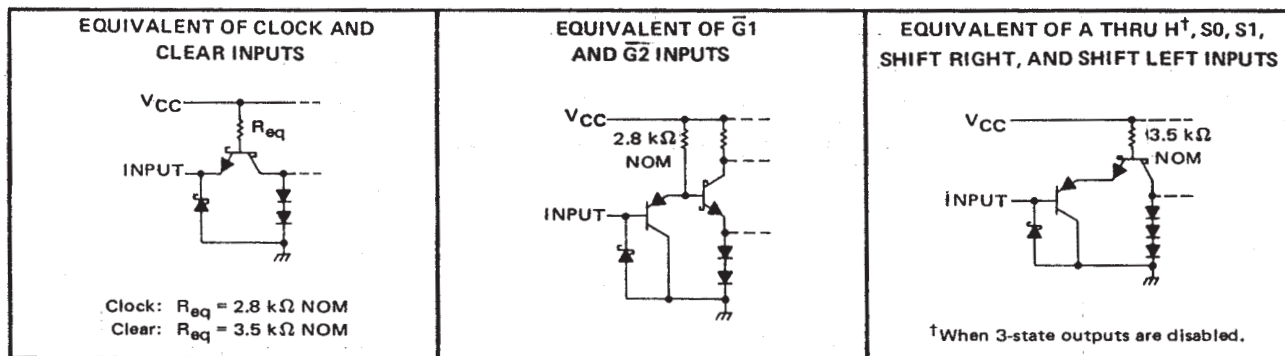 EQUIVALENT OF CLOCK AND
CLEAR INPUTS
VCC
Req
INPUT
Clock: Req = 2.8 kΩ NOM
Clear: Req = 3.5 kΩ NOM
EQUIVALENT OF G̅1
AND G̅2̅ INPUTS
VCC
2.8 kΩ
NOM
INPUT
EQUIVALENT OF A THRU H†, S0, S1,
SHIFT RIGHT, AND SHIFT LEFT INPUTS
VCC
3.5 kΩ
NOM
INPUT
†When 3-state outputs are disabled.